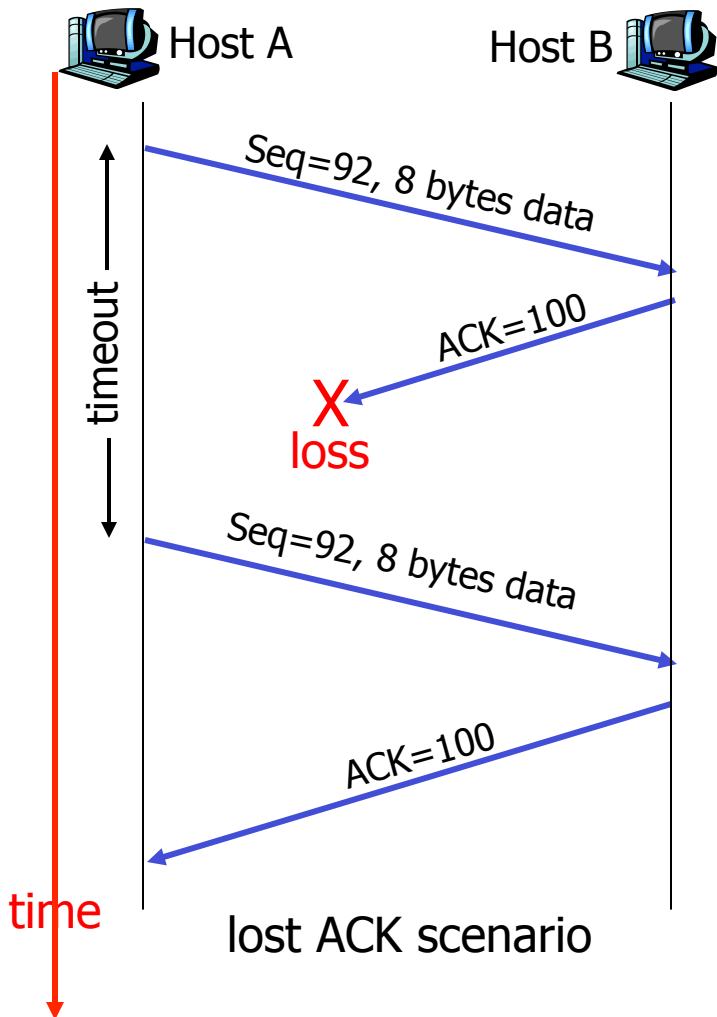 Host A
Host B
Seq=92, 8 bytes data
ACK=100
timeout
X
loss
Seq=92, 8 bytes data
ACK=100
time
lost ACK scenario